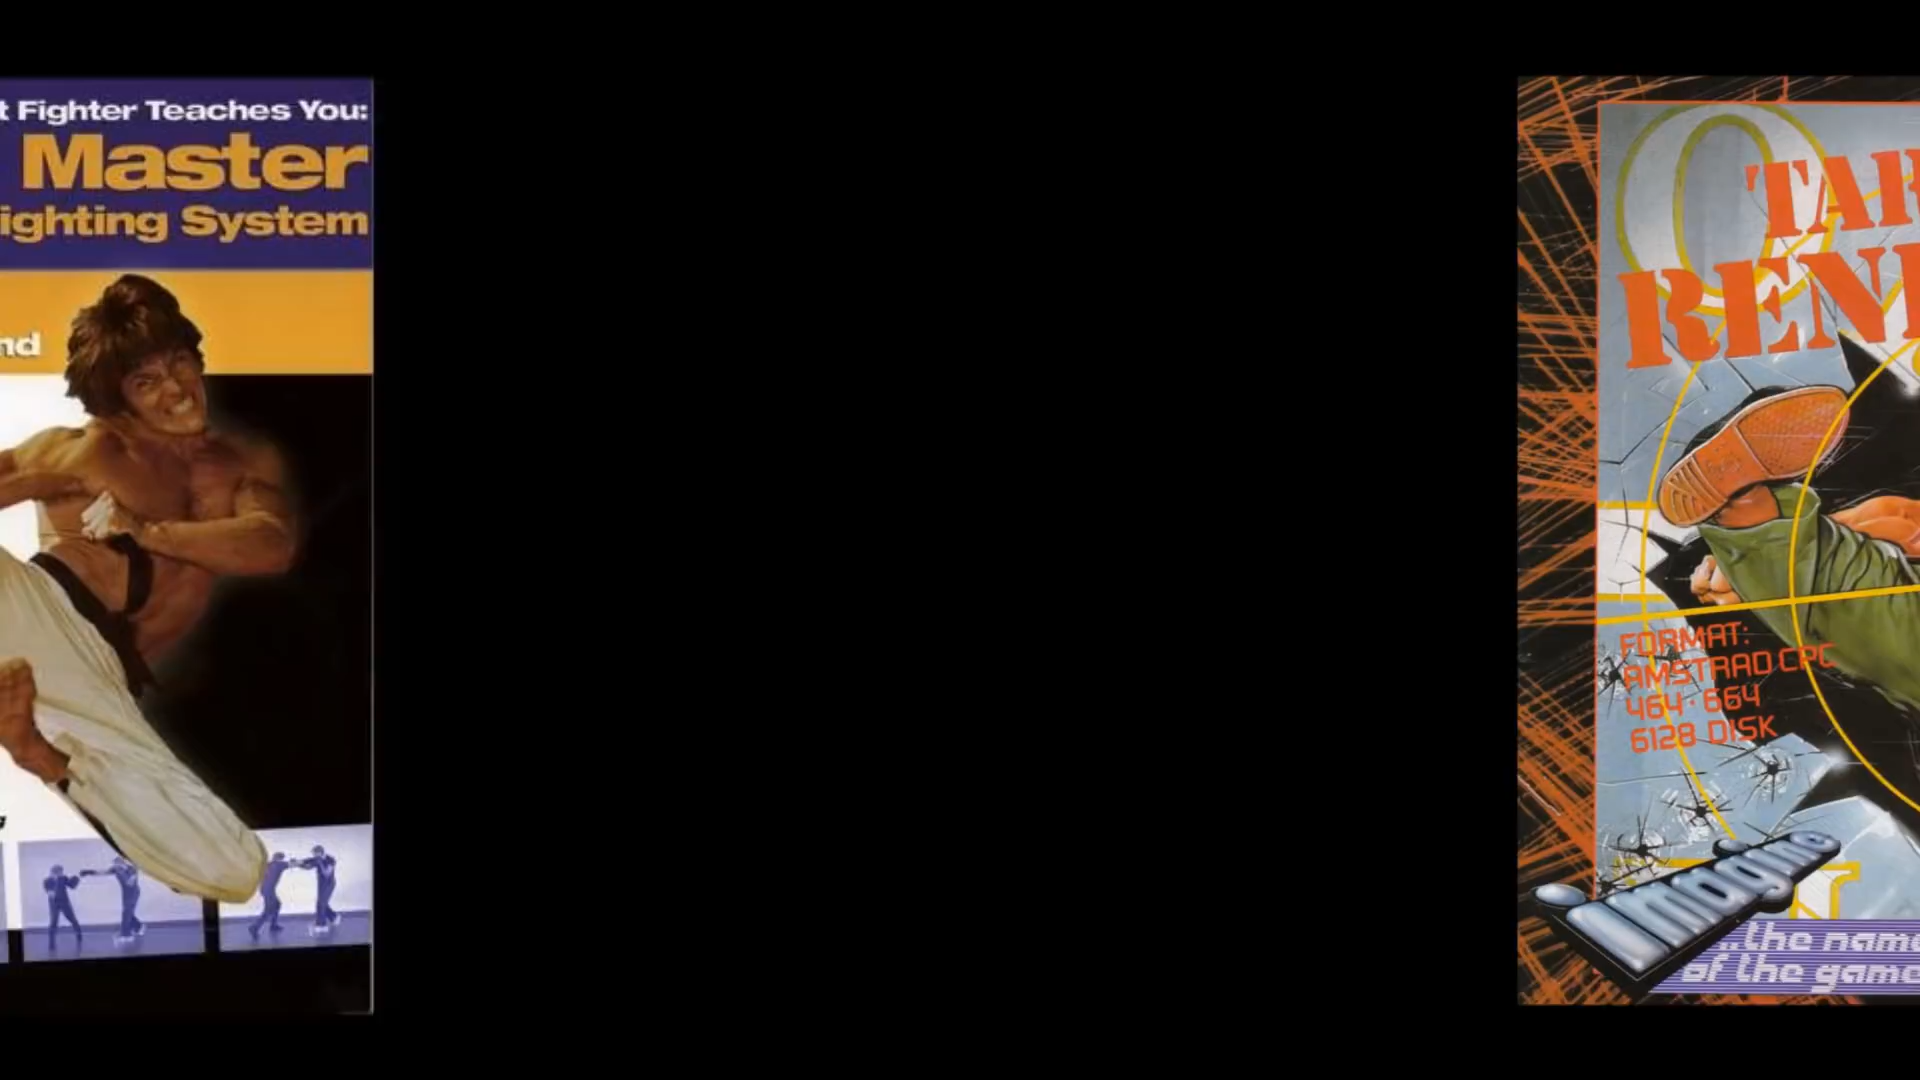 t Fighter Teaches You:
Master
ighting System
nd
TAR
REN
FORMAT:
AMSTRAD CPC
464·664
6128 DISK
imagine
...the name
of the game